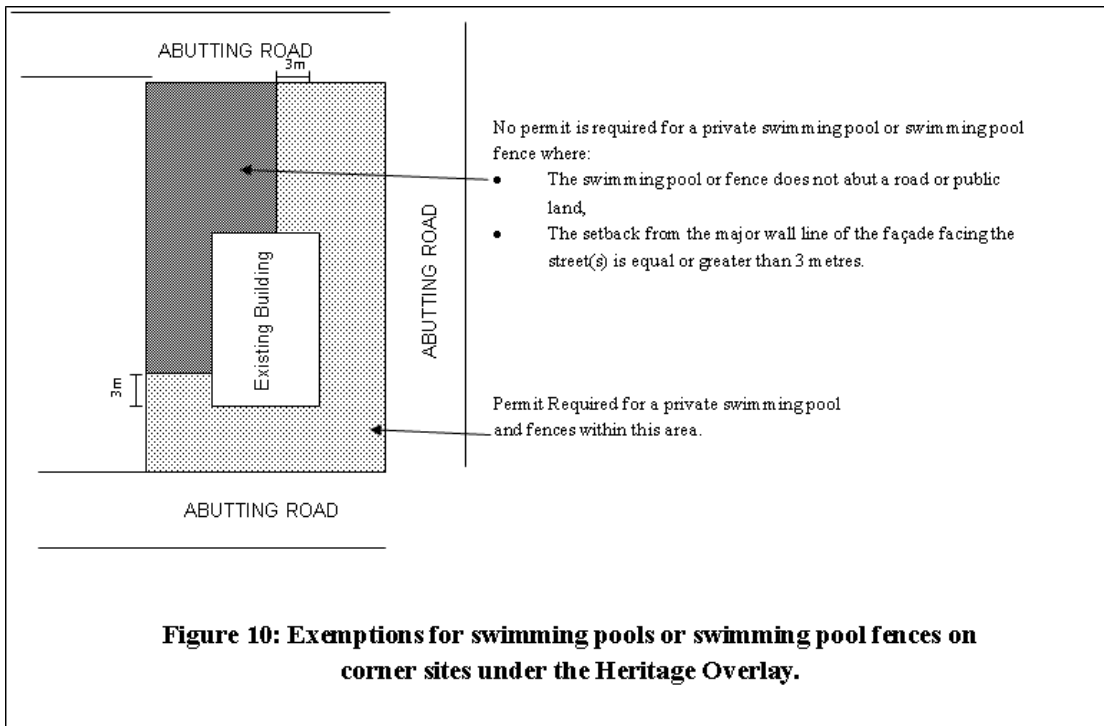 ABUTTING ROAD
3m
No permit is required for a private swimming pool or swimming pool
fence where:
• The swimming pool or fence does not abut a road or public
land,
• The setback from the major wall line of the façade facing the
street(s) is equal or greater than 3 metres.
ABUTTING ROAD
Existing Building
3m
Permit Required for a private swimming pool
and fences within this area.
ABUTTING ROAD
Figure 10: Exemptions for swimming pools or swimming pool fences on
corner sites under the Heritage Overlay.